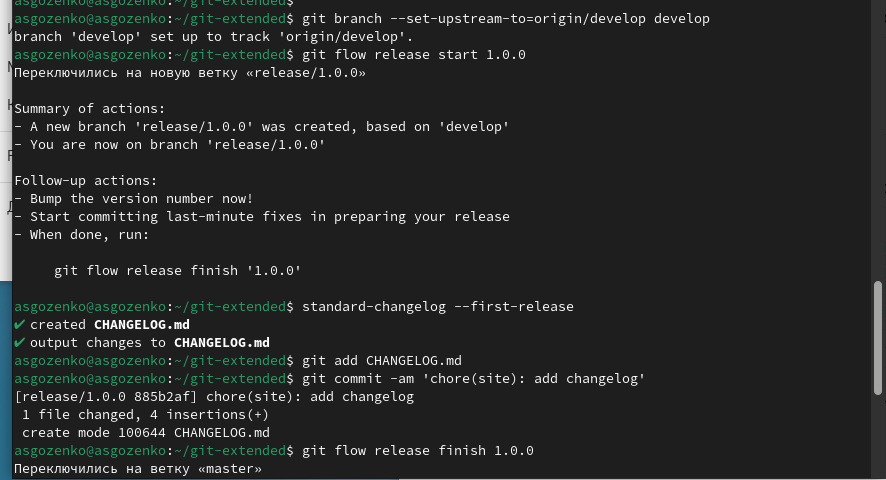 asgozenko@asgozenko:~/git-extended$
asgozenko@asgozenko:~/git-extended$ git branch --set-upstream-to=origin/develop develop
branch 'develop' set up to track 'origin/develop'.
asgozenko@asgozenko:~/git-extended$ git flow release start 1.0.0
Переключились на новую ветку «release/1.0.0»
Summary of actions:
- A new branch 'release/1.0.0' was created, based on 'develop'
- You are now on branch 'release/1.0.0'
Follow-up actions:
- Bump the version number now!
- Start committing last-minute fixes in preparing your release
- When done, run:
git flow release finish '1.0.0'
asgozenko@asgozenko:~/git-extended$ standard-changelog --first-release
✔ created CHANGELOG.md
✔ output changes to CHANGELOG.md
asgozenko@asgozenko:~/git-extended$ git add CHANGELOG.md
asgozenko@asgozenko:~/git-extended$ git commit -am 'chore(site): add changelog'
[release/1.0.0 885b2af] chore(site): add changelog
1 file changed, 4 insertions(+)
create mode 100644 CHANGELOG.md
asgozenko@asgozenko:~/git-extended$ git flow release finish 1.0.0
Переключились на ветку «master»